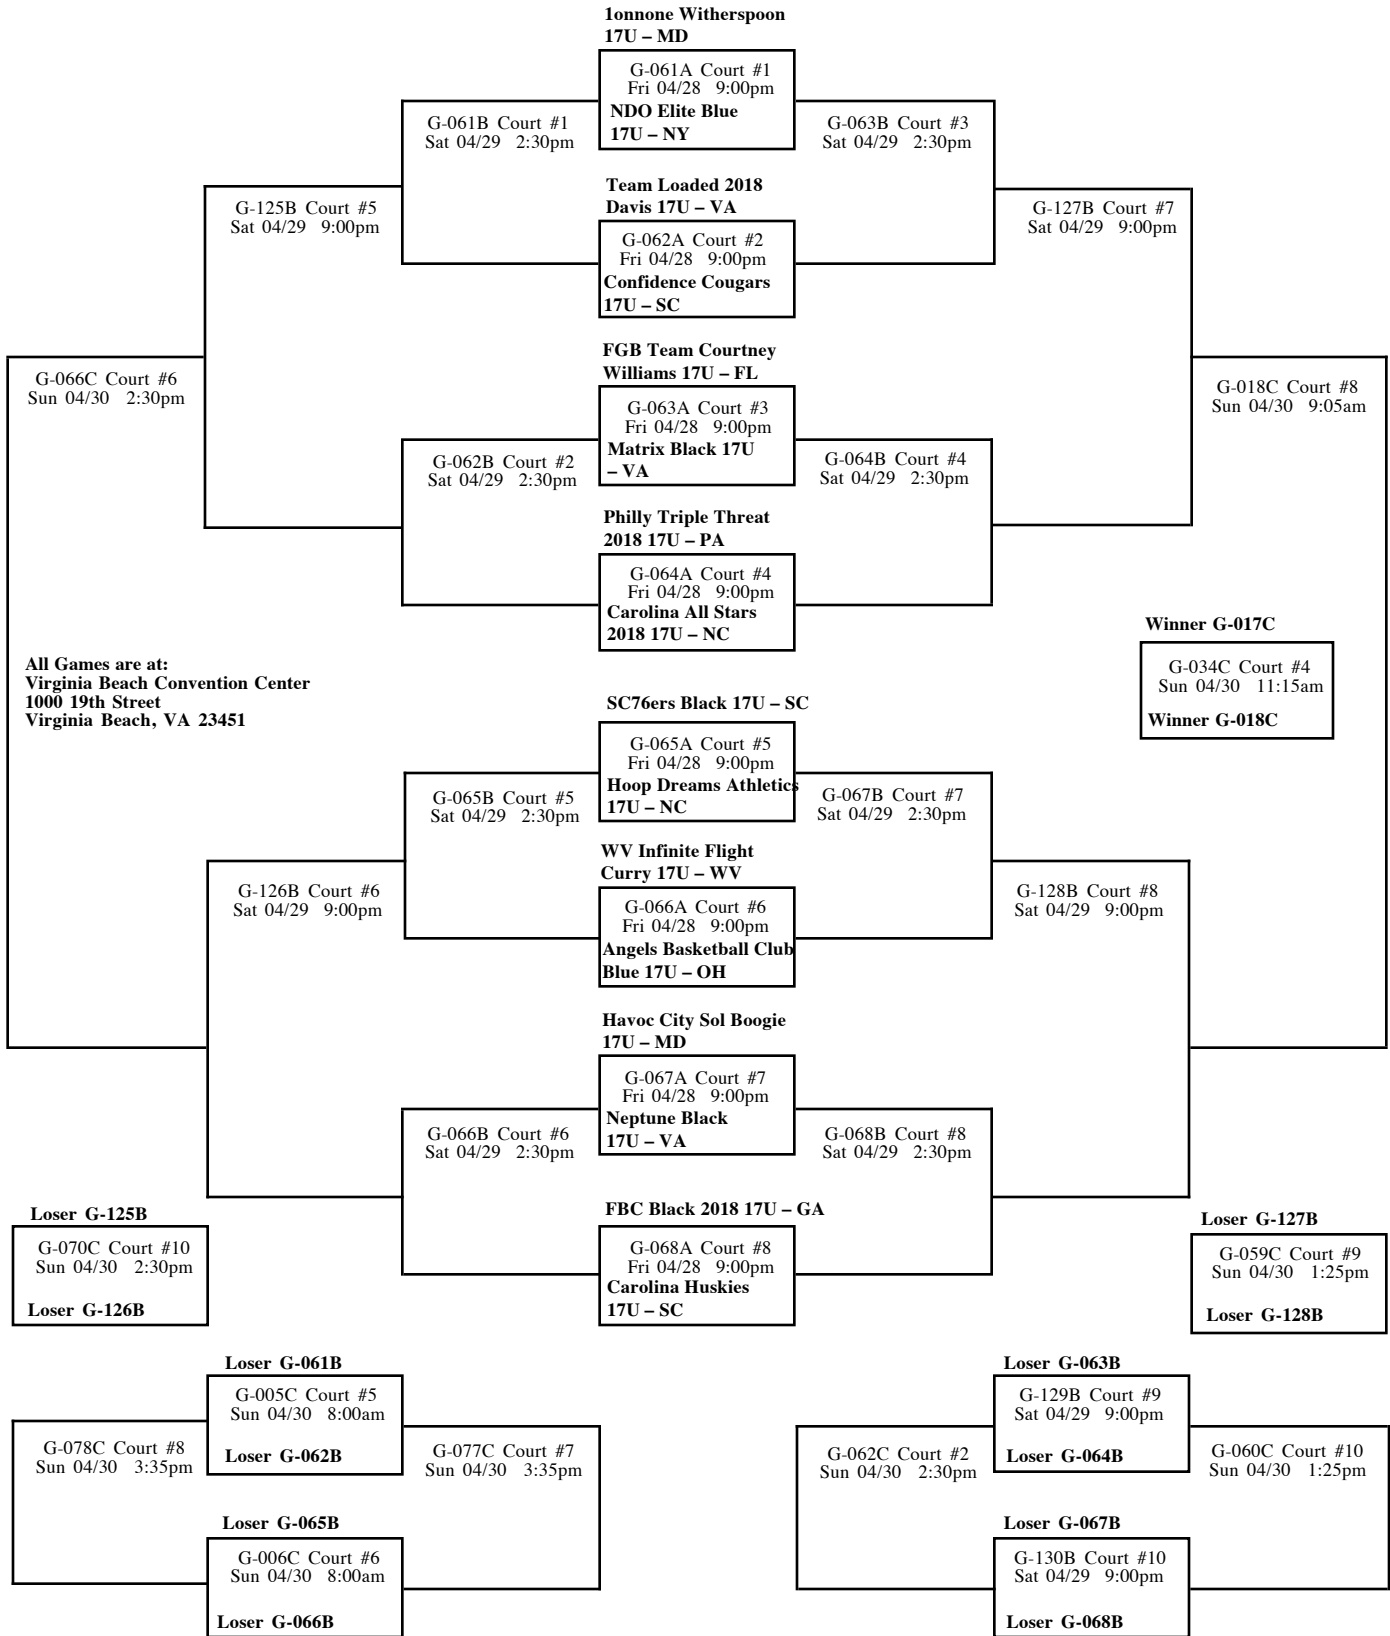 1onnone Witherspoon
17U – MD
G-061A Court #1
Fri 04/28 9:00pm
NDO Elite Blue
17U – NY
G-061B Court #1
Sat 04/29 2:30pm
G-063B Court #3
Sat 04/29 2:30pm
Team Loaded 2018
Davis 17U – VA
G-125B Court #5
Sat 04/29 9:00pm
G-127B Court #7
Sat 04/29 9:00pm
G-062A Court #2
Fri 04/28 9:00pm
Confidence Cougars
17U – SC
FGB Team Courtney
Williams 17U – FL
G-066C Court #6
Sun 04/30 2:30pm
G-018C Court #8
Sun 04/30 9:05am
G-063A Court #3
Fri 04/28 9:00pm
Matrix Black 17U
– VA
G-062B Court #2
Sat 04/29 2:30pm
G-064B Court #4
Sat 04/29 2:30pm
Philly Triple Threat
2018 17U – PA
G-064A Court #4
Fri 04/28 9:00pm
Carolina All Stars
2018 17U – NC
Winner G-017C
G-034C Court #4
Sun 04/30 11:15am
Winner G-018C
All Games are at:
Virginia Beach Convention Center
1000 19th Street
Virginia Beach, VA 23451
SC76ers Black 17U – SC
G-065A Court #5
Fri 04/28 9:00pm
Hoop Dreams Athletics
17U – NC
G-065B Court #5
Sat 04/29 2:30pm
G-067B Court #7
Sat 04/29 2:30pm
WV Infinite Flight
Curry 17U – WV
G-126B Court #6
Sat 04/29 9:00pm
G-128B Court #8
Sat 04/29 9:00pm
G-066A Court #6
Fri 04/28 9:00pm
Angels Basketball Club
Blue 17U – OH
Havoc City Sol Boogie
17U – MD
G-067A Court #7
Fri 04/28 9:00pm
Neptune Black
17U – VA
G-066B Court #6
Sat 04/29 2:30pm
G-068B Court #8
Sat 04/29 2:30pm
FBC Black 2018 17U – GA
G-068A Court #8
Fri 04/28 9:00pm
Carolina Huskies
17U – SC
Loser G-125B
G-070C Court #10
Sun 04/30 2:30pm
Loser G-126B
Loser G-127B
G-059C Court #9
Sun 04/30 1:25pm
Loser G-128B
Loser G-061B
G-005C Court #5
Sun 04/30 8:00am
Loser G-062B
G-078C Court #8
Sun 04/30 3:35pm
G-077C Court #7
Sun 04/30 3:35pm
Loser G-065B
G-006C Court #6
Sun 04/30 8:00am
Loser G-066B
Loser G-063B
G-129B Court #9
Sat 04/29 9:00pm
Loser G-064B
G-062C Court #2
Sun 04/30 2:30pm
G-060C Court #10
Sun 04/30 1:25pm
Loser G-067B
G-130B Court #10
Sat 04/29 9:00pm
Loser G-068B